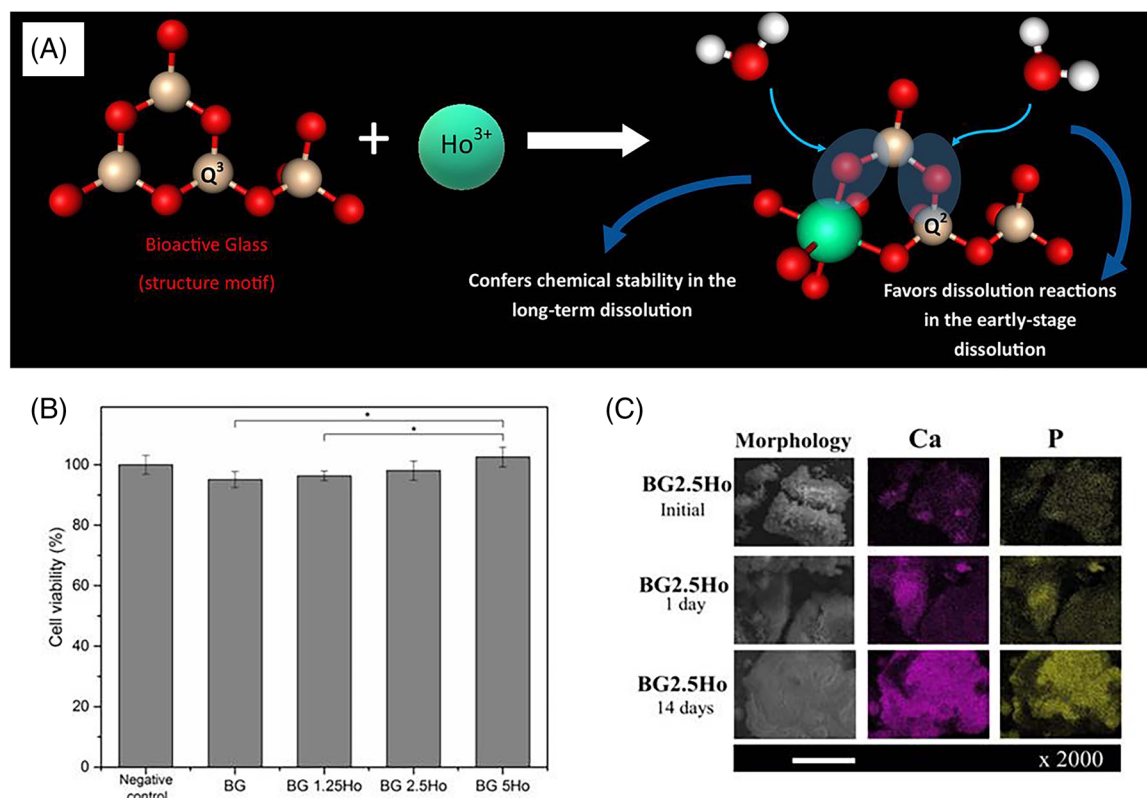 (A)
Q³
Bioactive Glass
(structure motif)
+
Ho³⁺
Q²
Confers chemical stability in the
long-term dissolution
Favors dissolution reactions
in the eartly-stage
dissolution
(B)
Cell viability (%)
100
80
60
40
20
0
*
*
Negative
control
BG
BG 1.25Ho
BG 2.5Ho
BG 5Ho
(C)
Morphology
Ca
P
BG2.5Ho
Initial
BG2.5Ho
1 day
BG2.5Ho
14 days
x 2000